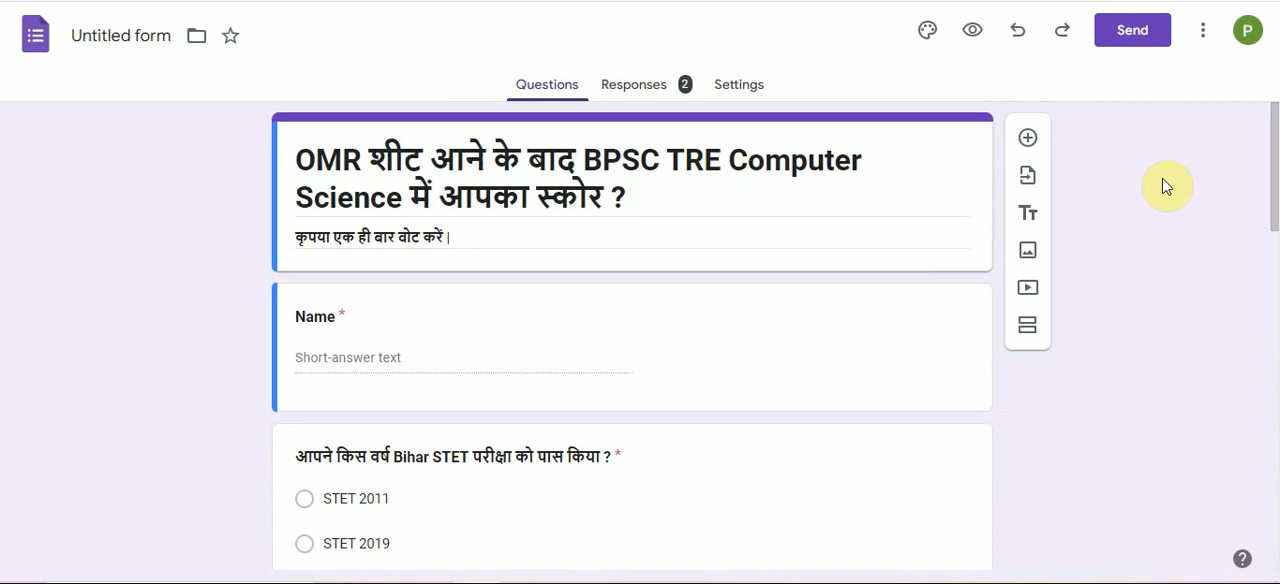 Untitled form
Send
P
Questions
Responses 2
Settings
OMR शीट आने के बाद BPSC TRE Computer
Science में आपका स्कोर ?
कृपया एक ही बार वोट करें |
Name *
Short-answer text
आपने किस वर्ष Bihar STET परीक्षा को पास किया ? *
STET 2011
STET 2019